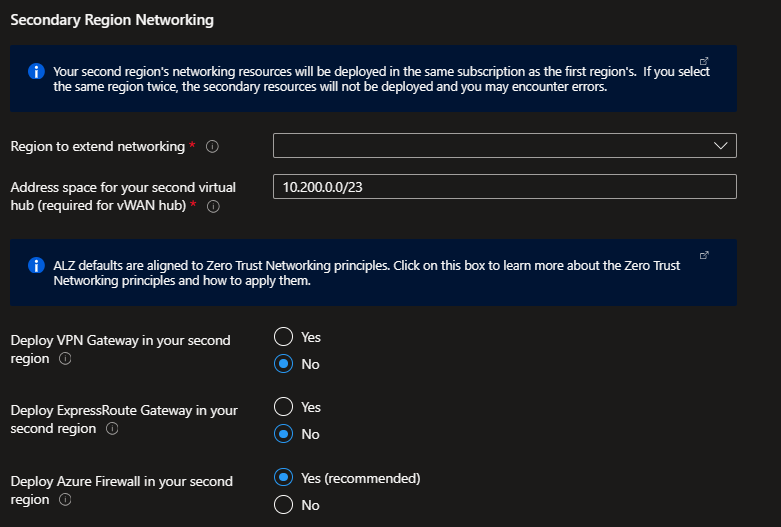 Secondary Region Networking
Your second region's networking resources will be deployed in the same subscription as the first region's. If you select
the same region twice, the secondary resources will not be deployed and you may encounter errors.
Region to extend networking *
Address space for your second virtual
hub (required for vWAN hub) *
10.200.0.0/23
ALZ defaults are aligned to Zero Trust Networking principles. Click on this box to learn more about the Zero Trust
Networking principles and how to apply them.
Deploy VPN Gateway in your second
region
Yes
No
Deploy ExpressRoute Gateway in your
second region
Yes
No
Deploy Azure Firewall in your second
region
Yes (recommended)
No